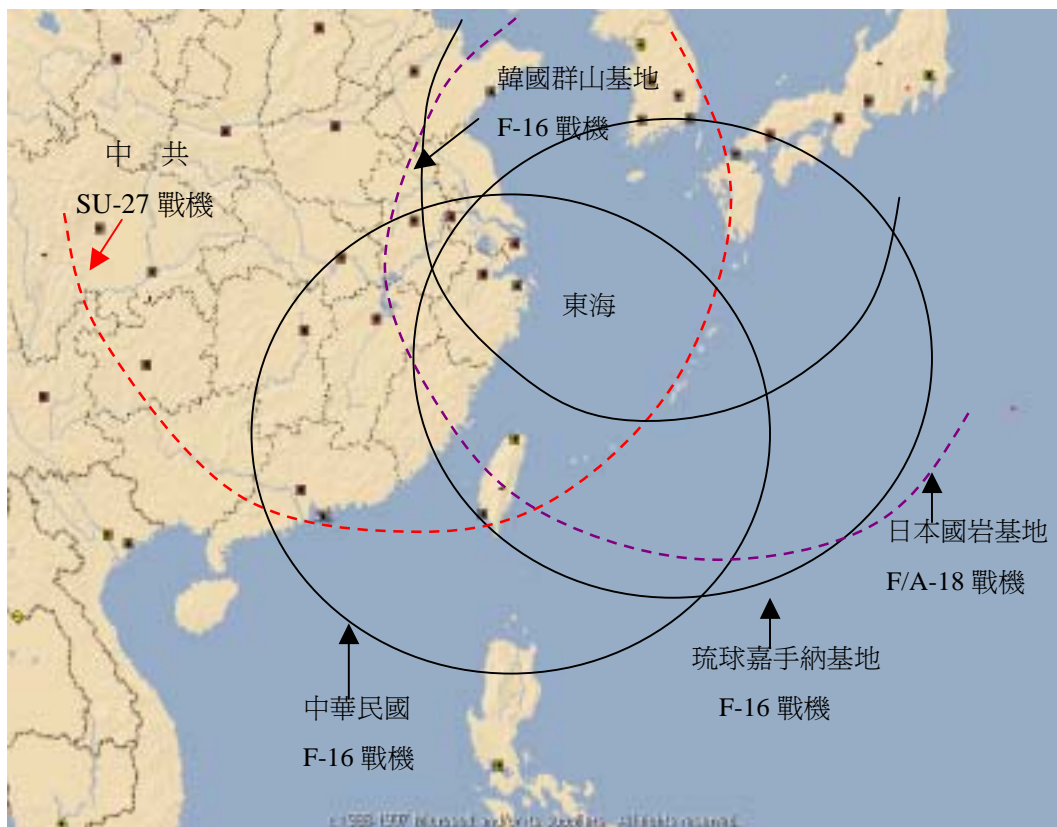 韓國群山基地
F-16 戰機
中 共
SU-27 戰機
東海
日本國岩基地
F/A-18 戰機
琉球嘉手納基地
F-16 戰機
中華民國
F-16 戰機